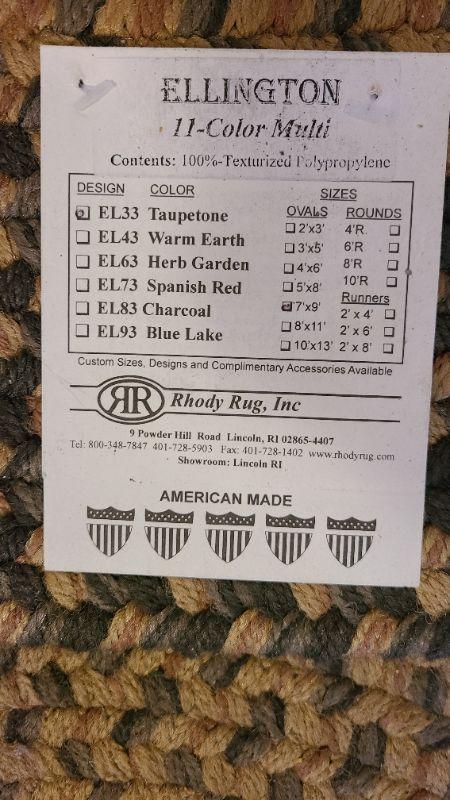 ELLINGTON
11-Color Multi
Contents: 100%-Texturized Polypropylene
DESIGN COLOR SIZES
OVALS ROUNDS
EL33 Taupetone 2'x3' 4'R
EL43 Warm Earth 3'x5' 6'R
EL63 Herb Garden 4'x6' 8'R
EL73 Spanish Red 5'x8' 10'R
Runners
EL83 Charcoal 7'x9' 2' x 4'
EL93 Blue Lake 8'x11' 2' x 6'
10'x13' 2' x 8'
Custom Sizes, Designs and Complimentary Accessories Available
RR Rhody Rug, Inc
9 Powder Hill Road Lincoln, RI 02865-4407
Tel: 800-348-7847 401-728-5903 Fax: 401-728-1402 www.rhodyrug.com
Showroom: Lincoln RI
AMERICAN MADE